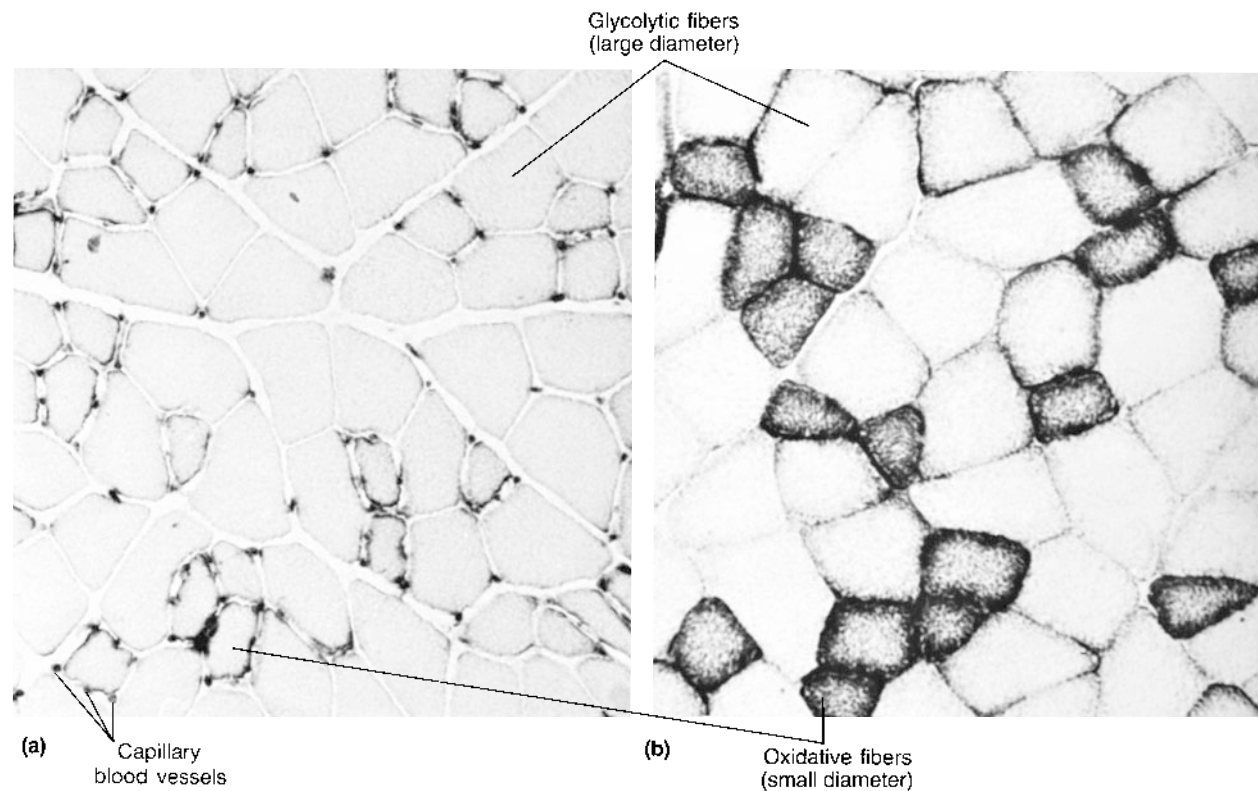 Glycolytic fibers
(large diameter)
(a)
Capillary
blood vessels
(b)
Oxidative fibers
(small diameter)